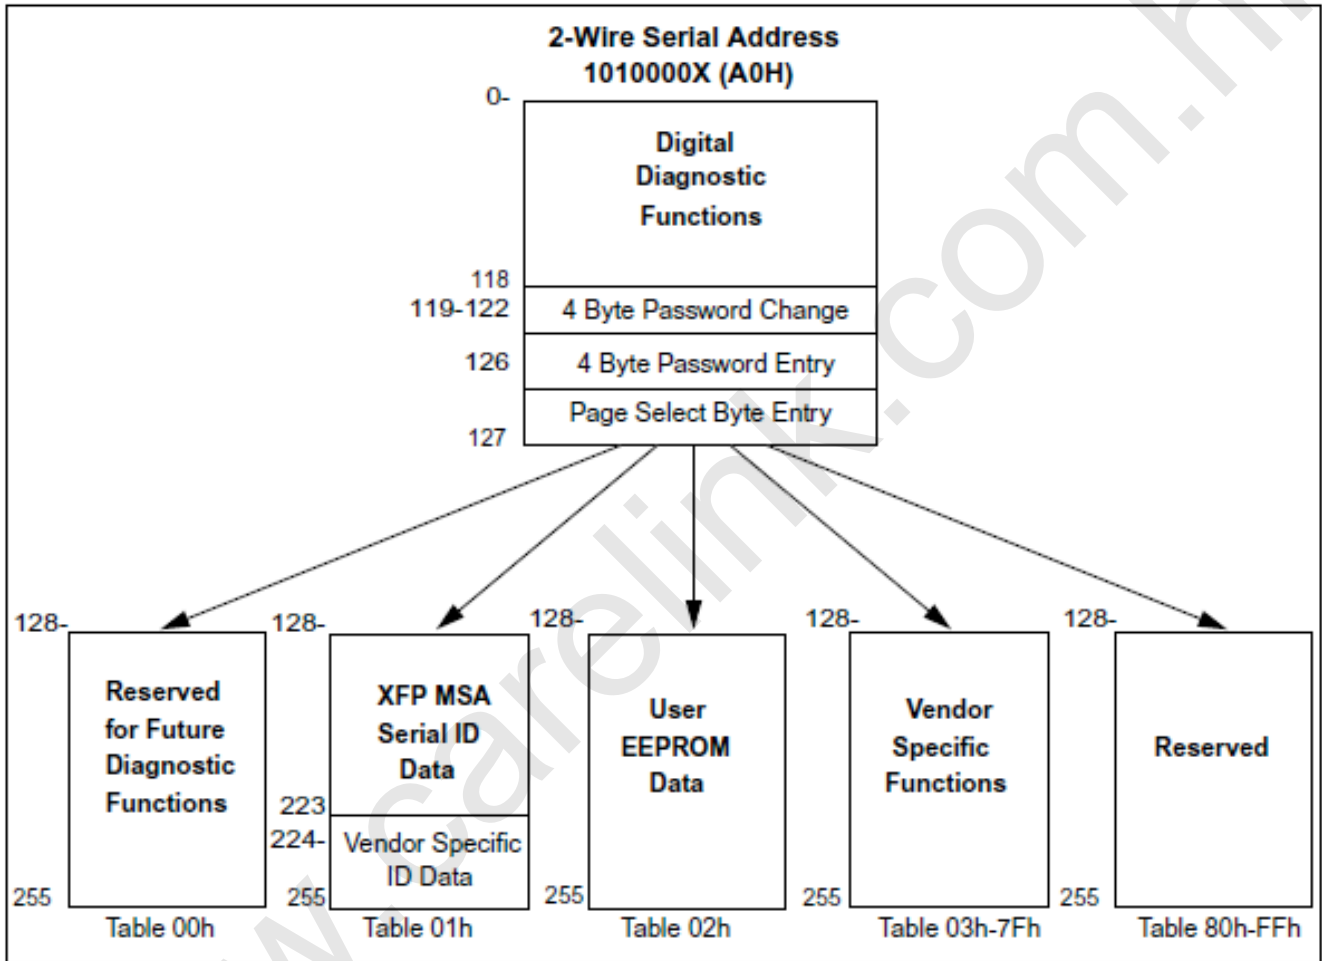 2-Wire Serial Address
1010000X (A0H)
0-
Digital
Diagnostic
Functions
118
119-122
4 Byte Password Change
126
4 Byte Password Entry
Page Select Byte Entry
127
128-
128-
128-
128-
128-
Reserved
for Future
Diagnostic
Functions
255
Table 00h
XFP MSA
Serial ID
Data
223
224-
Vendor Specific
ID Data
255
Table 01h
User
EEPROM
Data
255
Table 02h
Vendor
Specific
Functions
255
Table 03h-7Fh
Reserved
255
Table 80h-FFh
w.carelink.com.h